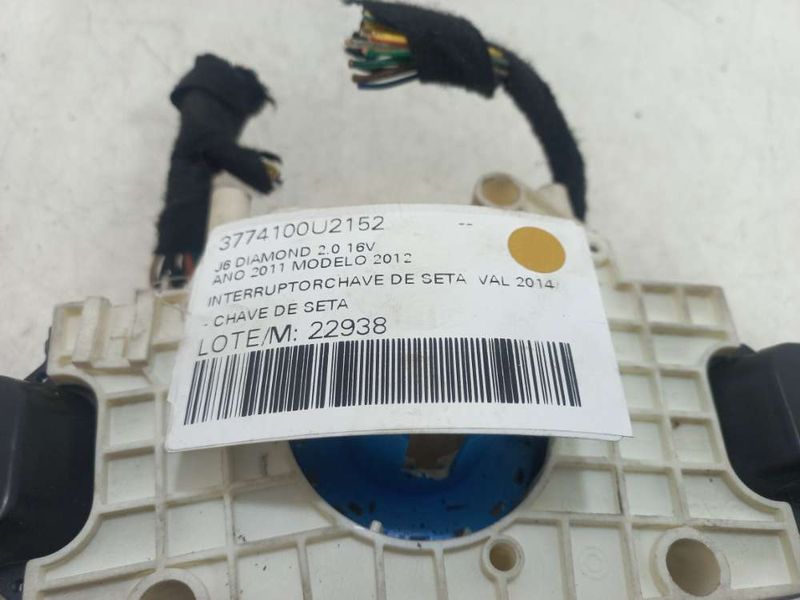 3774100U2152 --
J6 DIAMOND 2.0 16V
ANO 2011 MODELO 2012
INTERRUPTORCHAVE DE SETA VAL 2014
- CHAVE DE SETA
LOTE/M: 22938